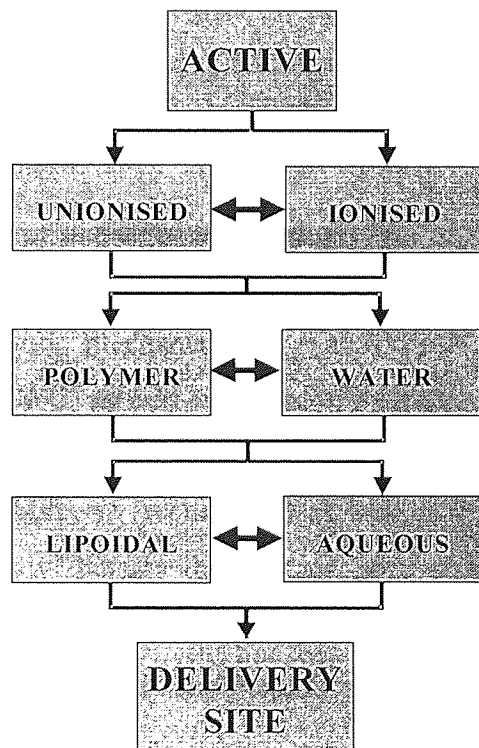 ACTIVE
UNIONISED
IONISED
POLYMER
WATER
LIPOIDAL
AQUEOUS
DELIVERY
SITE